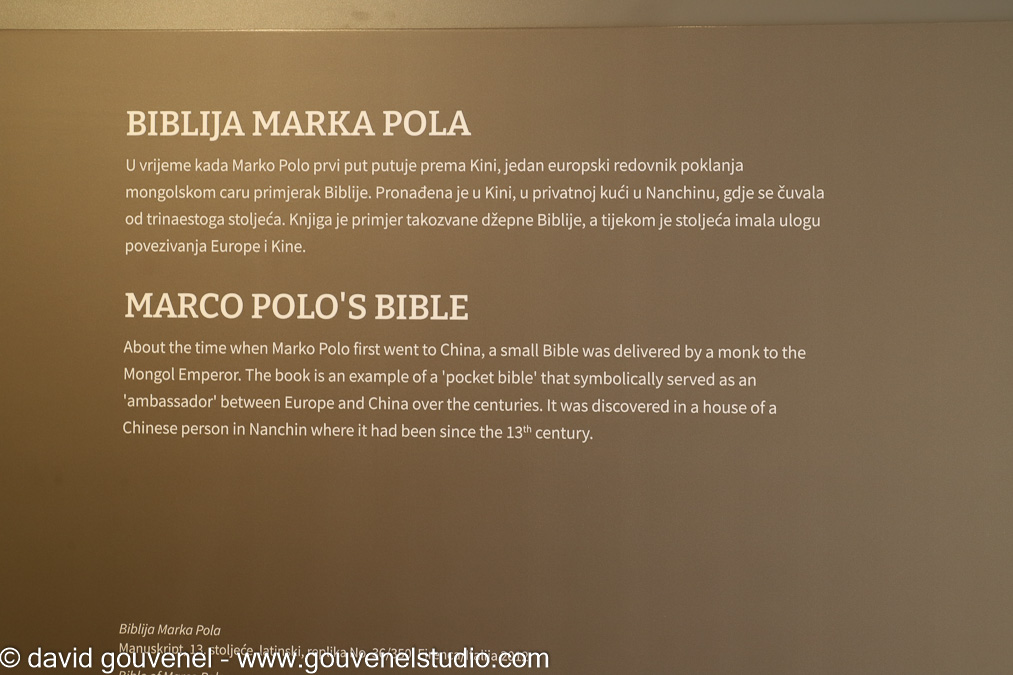 BIBLIJA MARKA POLA
U vrijeme kada Marko Polo prvi put putuje prema Kini, jedan europski redovnik poklanja
mongolskom caru primjerak Biblije. Pronađena je u Kini, u privatnoj kući u Nanchinu, gdje se čuvala
od trinaestoga stoljeća. Knjiga je primjer takozvane džepne Biblije, a tijekom je stoljeća imala ulogu
povezivanja Europe i Kine.
MARCO POLO'S BIBLE
About the time when Marko Polo first went to China, a small Bible was delivered by a monk to the
Mongol Emperor. The book is an example of a 'pocket bible' that symbolically served as an
'ambassador' between Europe and China over the centuries. It was discovered in a house of a
Chinese person in Nanchin where it had been since the 13th century.
Biblija Marka Pola
Manuskript, 13. stoljeće, latinski, replika No.
© david gouvenel - www.gouvenelstudio.com